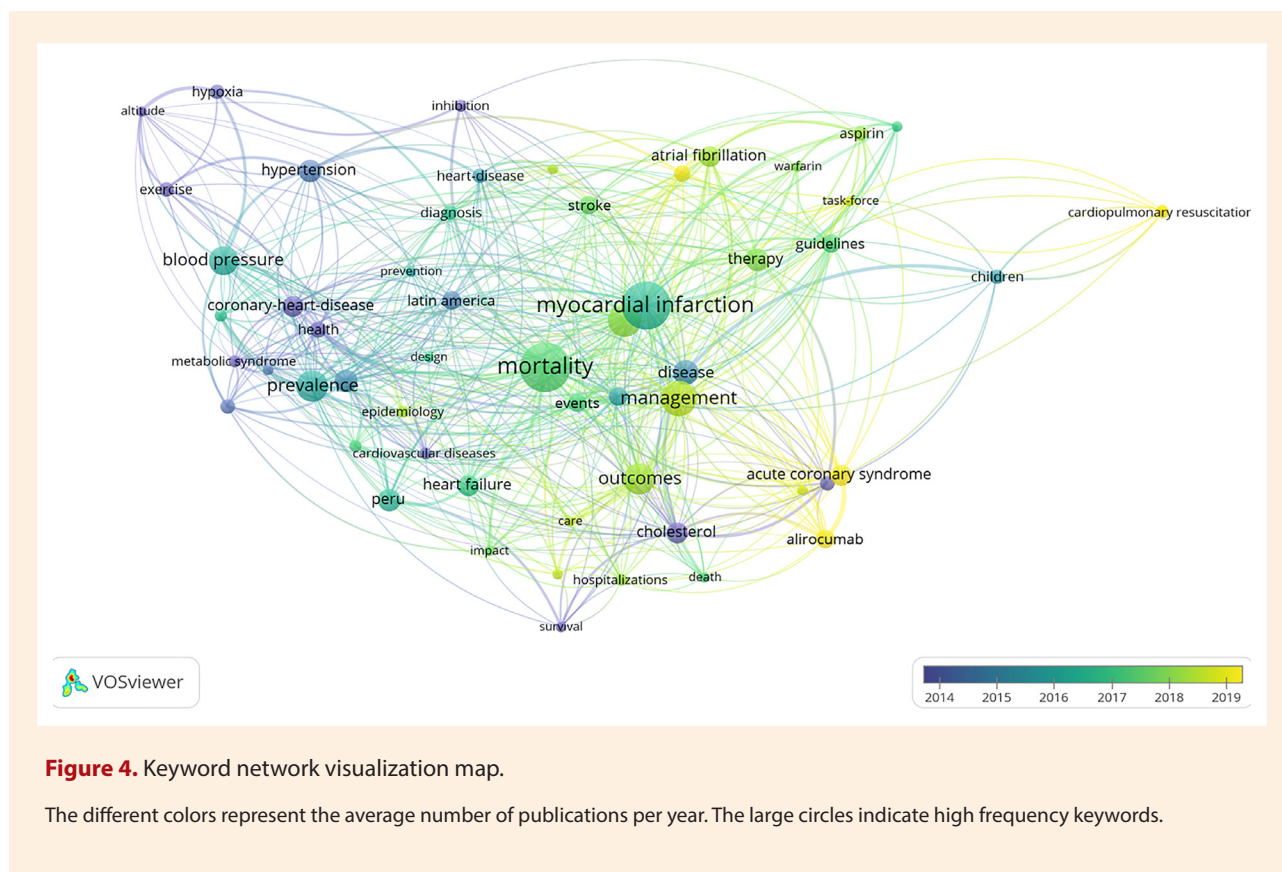 hypoxia
altitude
inhibition
aspirin
atrial fibrillation
hypertension
heart-disease
warfarin
exercise
task-force
stroke
diagnosis
cardiopulmonary resuscitation
guidelines
blood pressure
therapy
prevention
children
coronary-heart-disease
latin america
myocardial infarction
health
metabolic syndrome
design
mortality
disease
prevalence
management
events
epidemiology
cardiovascular diseases
acute coronary syndrome
heart failure
outcomes
peru
care
cholesterol
alirocumab
impact
hospitalizations
death
survival
VOSviewer
2014 2015 2016 2017 2018 2019
Figure 4. Keyword network visualization map.
The different colors represent the average number of publications per year. The large circles indicate high frequency keywords.